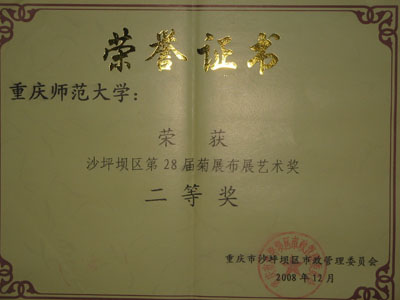 荣誉证书
重庆师范大学：
荣 获
沙坪坝区第28届菊展布展艺术奖
二等奖
重庆市沙坪坝区市政管理委员会
2008年12月